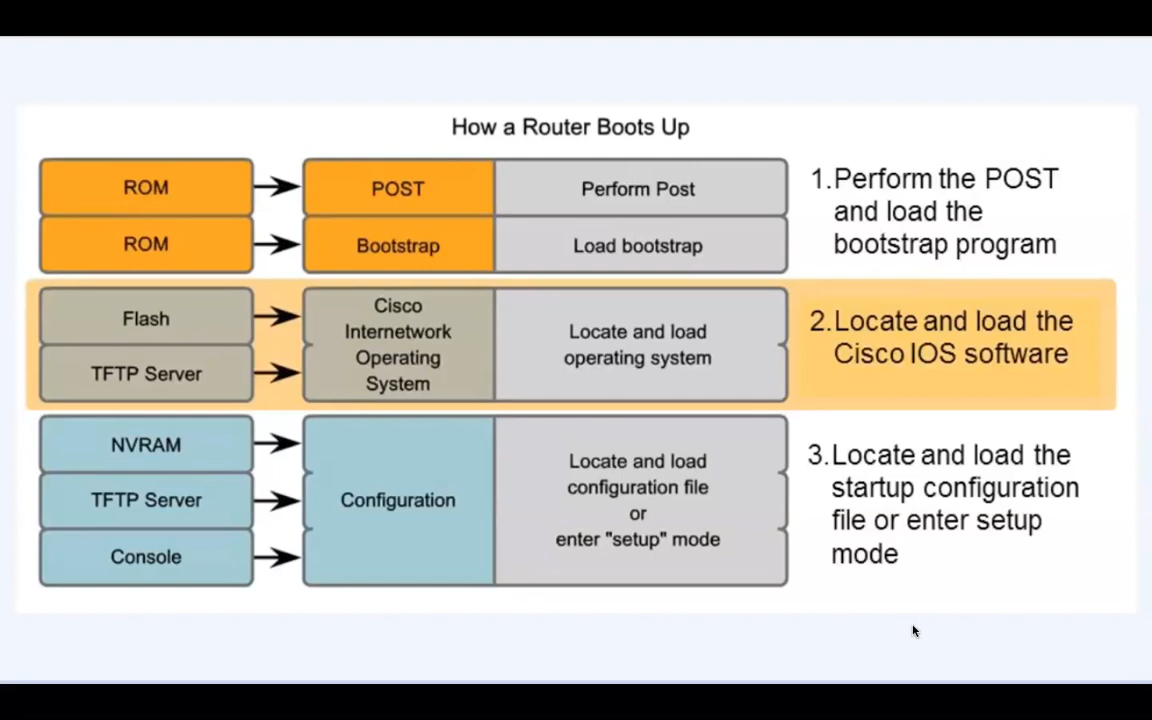 How a Router Boots Up
ROM
POST
Perform Post
1.Perform the POST
and load the
bootstrap program
ROM
Bootstrap
Load bootstrap
Flash
TFTP Server
Cisco
Internetwork
Operating
System
Locate and load
operating system
2.Locate and load the
Cisco IOS software
NVRAM
TFTP Server
Console
Configuration
Locate and load
configuration file
or
enter "setup" mode
3.Locate and load the
startup configuration
file or enter setup
mode